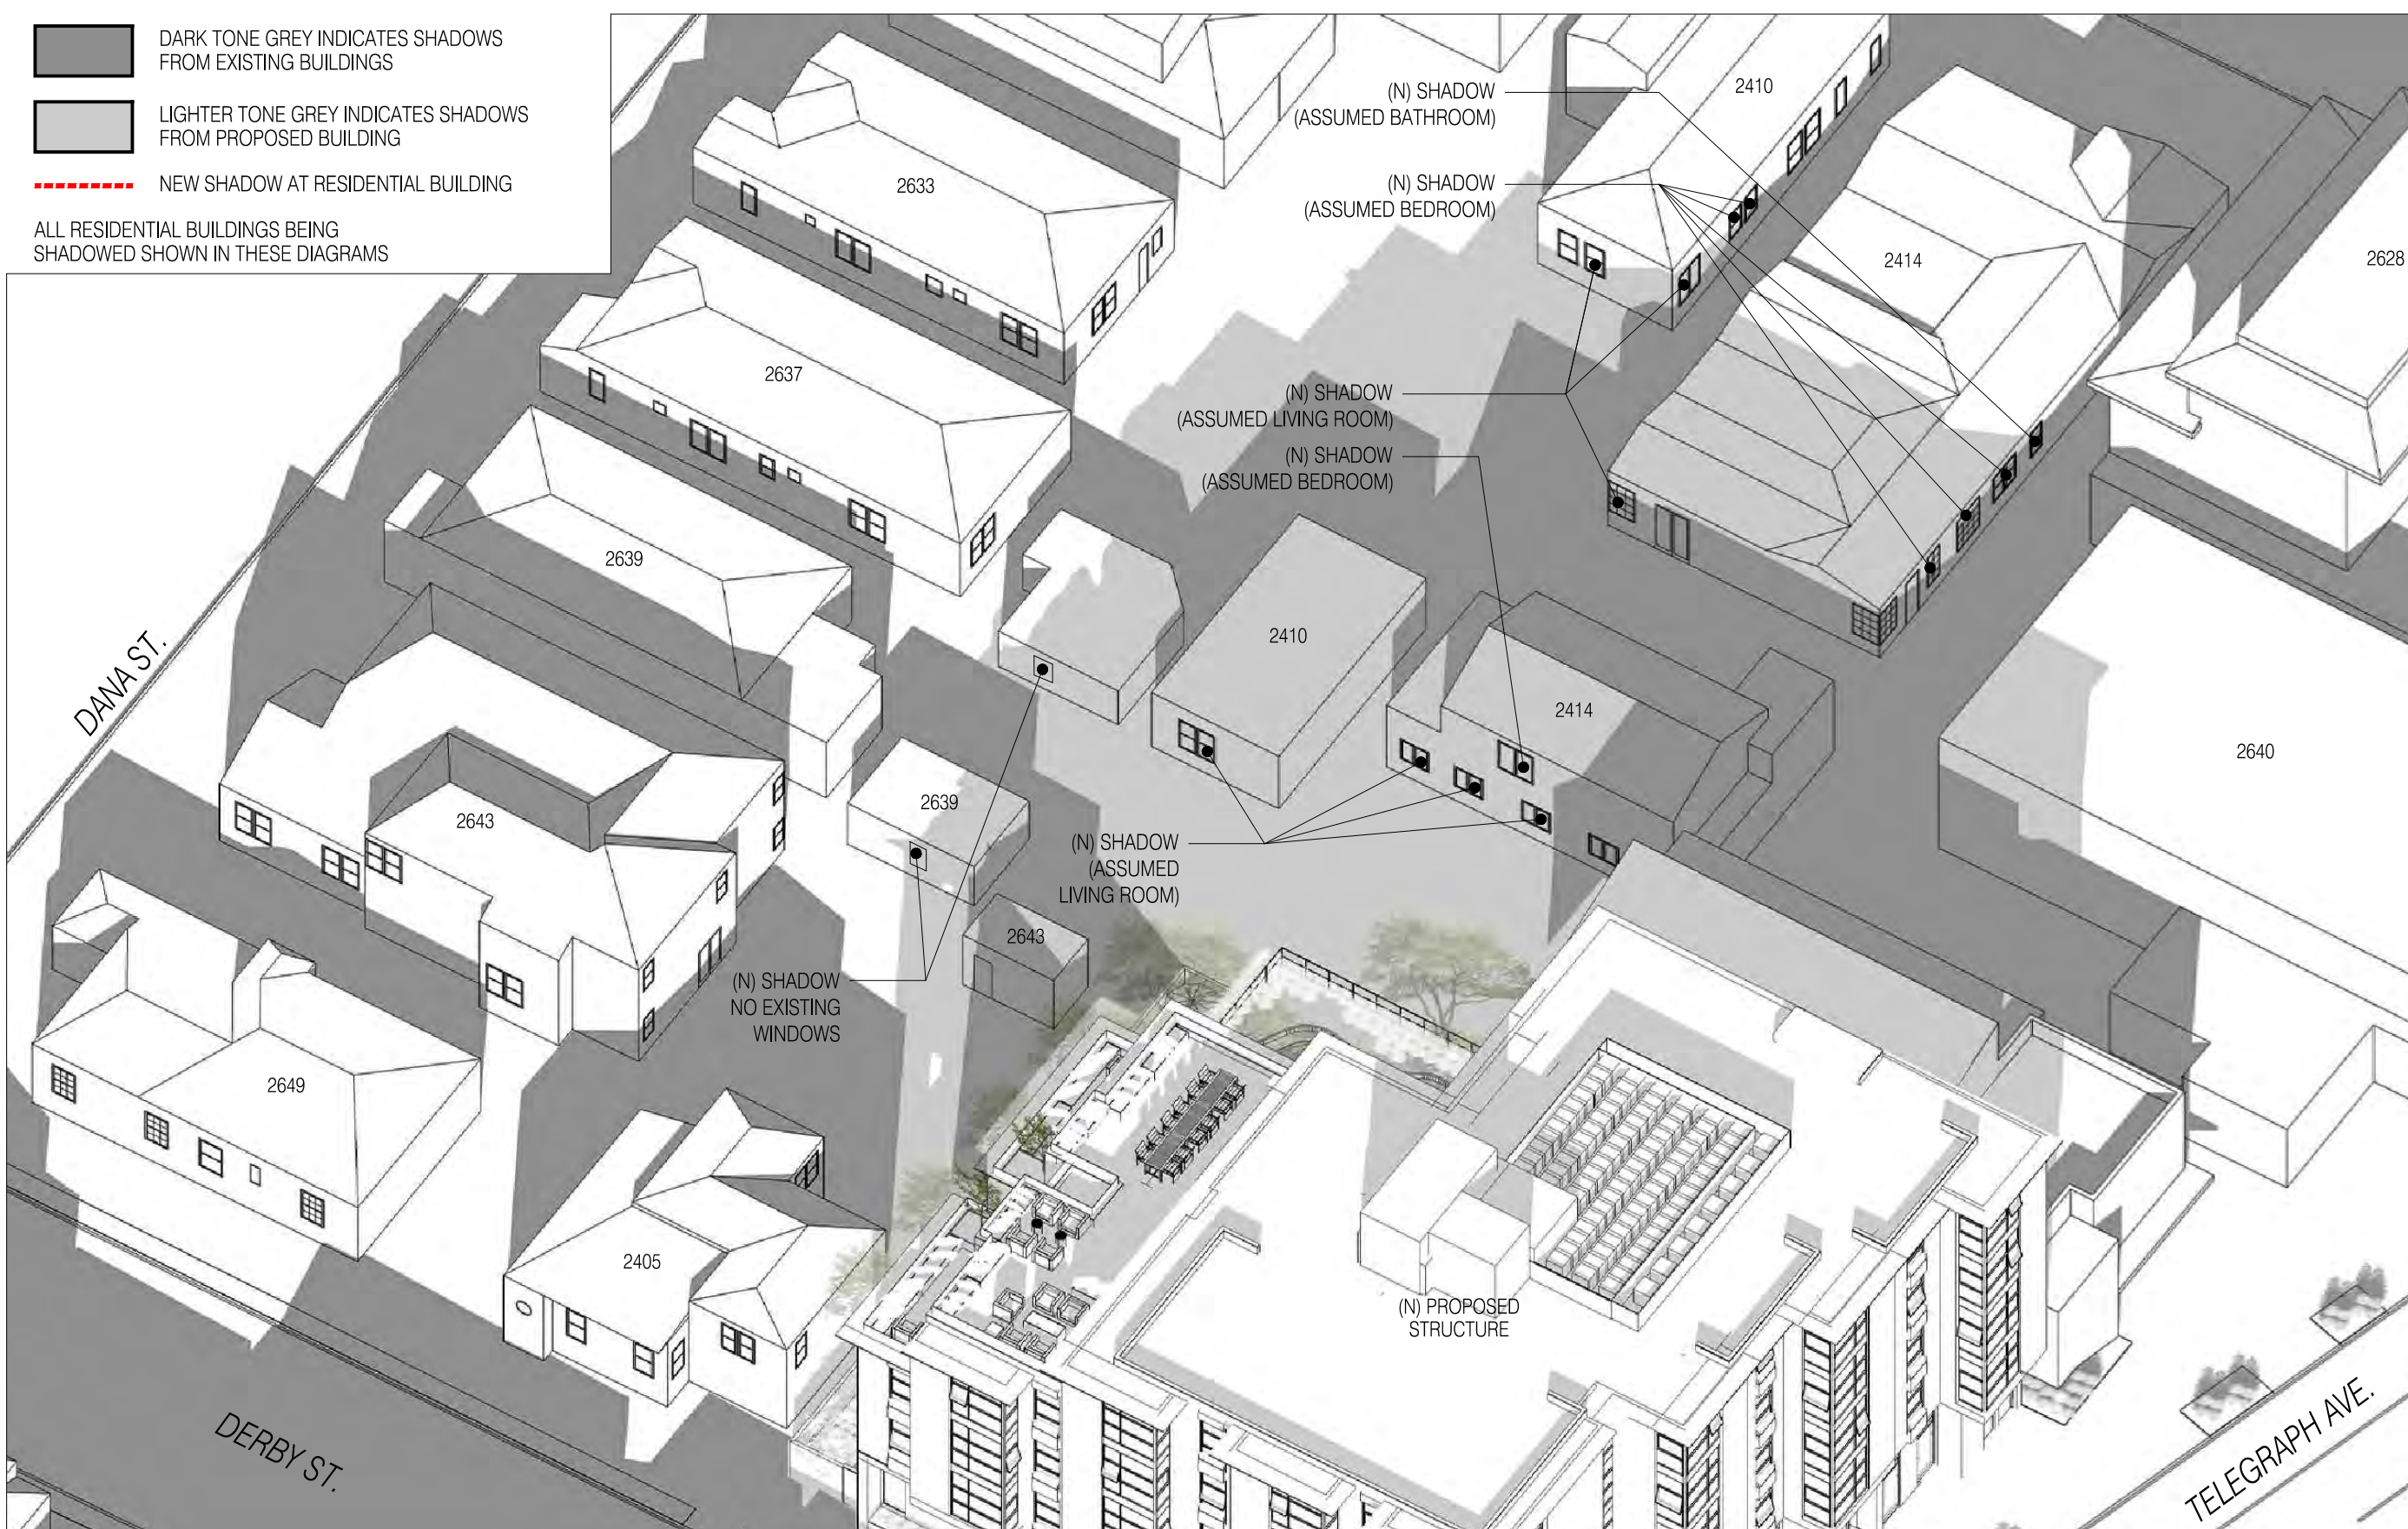 DARK TONE GREY INDICATES SHADOWS
FROM EXISTING BUILDINGS
LIGHTER TONE GREY INDICATES SHADOWS
FROM PROPOSED BUILDING
NEW SHADOW AT RESIDENTIAL BUILDING
ALL RESIDENTIAL BUILDINGS BEING
SHADOWED SHOWN IN THESE DIAGRAMS
(N) SHADOW
(ASSUMED BATHROOM)
2410
2633
(N) SHADOW
(ASSUMED BEDROOM)
2414
2628
2637
(N) SHADOW
(ASSUMED LIVING ROOM)
(N) SHADOW
(ASSUMED BEDROOM)
2639
2410
DANA ST.
2414
2640
2639
2643
(N) SHADOW
(ASSUMED
LIVING ROOM)
2643
(N) SHADOW
NO EXISTING
WINDOWS
2649
2405
(N) PROPOSED
STRUCTURE
DERBY ST.
TELEGRAPH AVE.